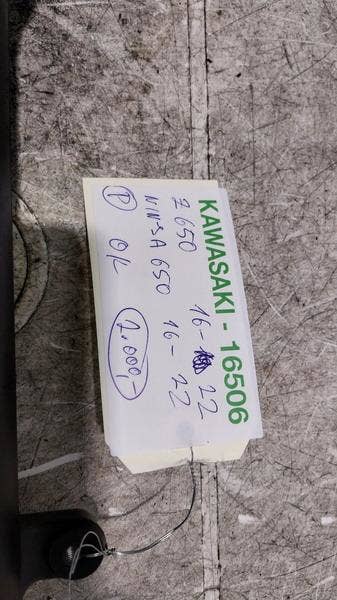 KAWASAKI - 16506
Z650 16-22
NINJA 650 16-22
P OK 2.000,-